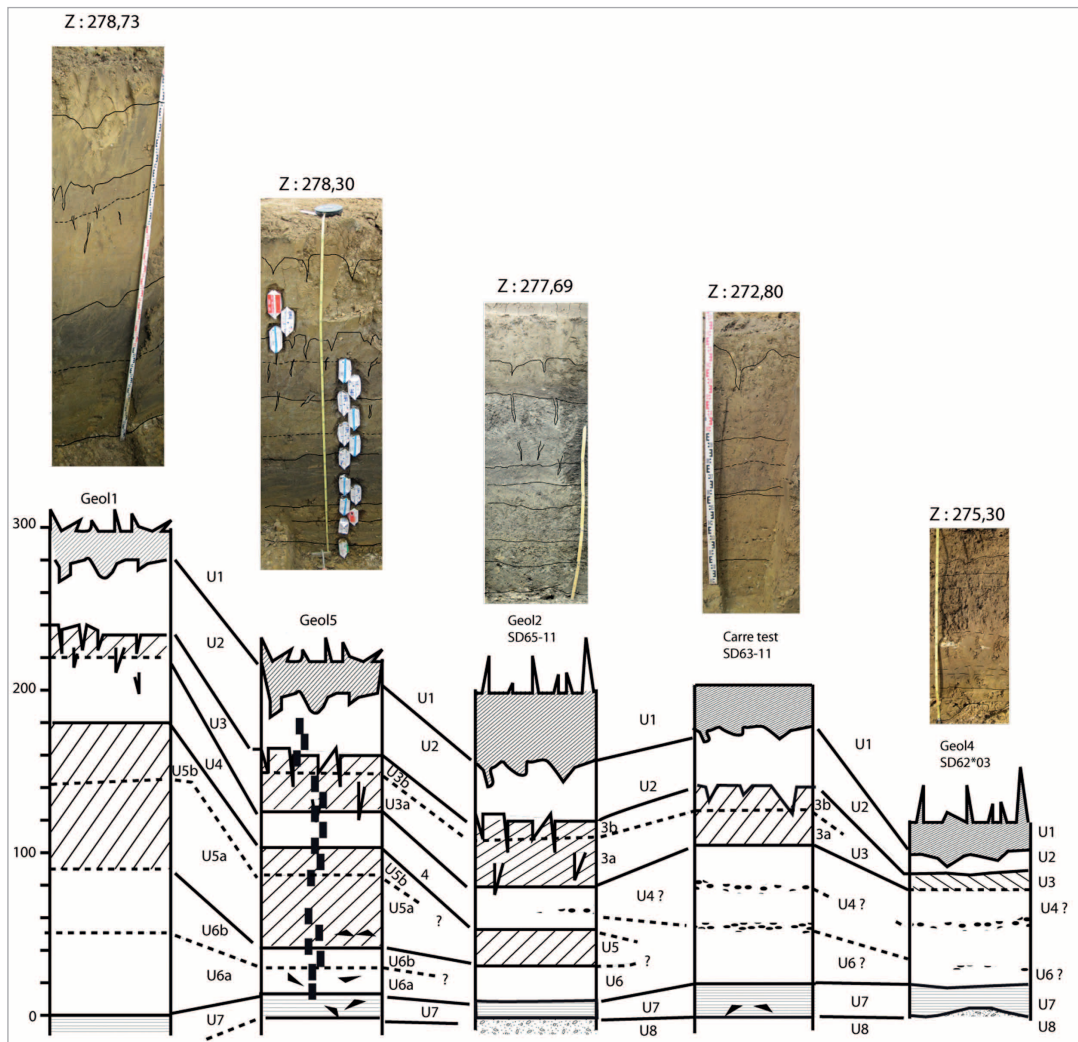 Z : 278,73
Z : 278,30
Z : 277,69
Z : 272,80
Z : 275,30
Geol1
Geol5
Geol2
SD65-11
Carre test
SD63-11
Geol4
SD62*03
300
200
100
0
U1
U2
U3
U4
U5b
U5a
U6b
U6a
U7
U1
U2
U3b
U3a
4
U5b
U5a
?
U6b
?
U6a
U7
3b
3a
U1
U2
U4 ?
U5
?
U6
U7
U8
3b
3a
U1
U2
U3
U4 ?
U6 ?
U7
U8
U1
U2
U3
U4 ?
U6 ?
U7
U8